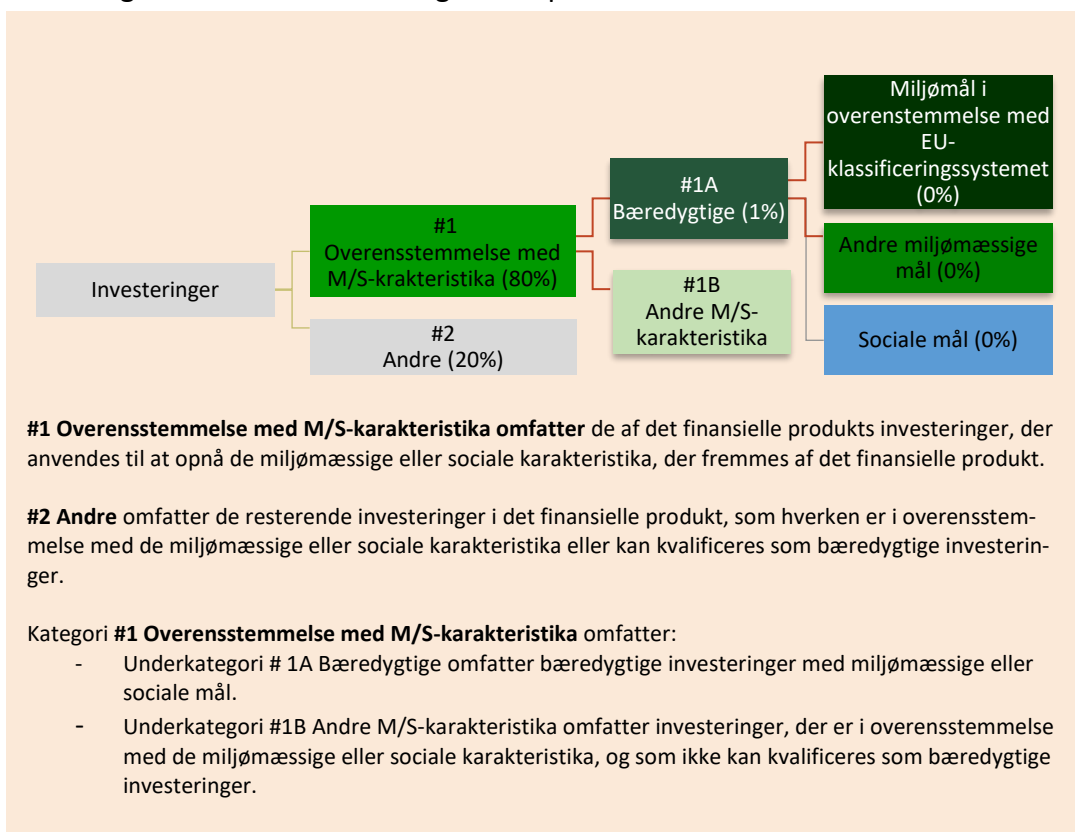 Investeringer
#1
Overensstemmelse med
M/S-krakteristika (80%)
#2
Andre (20%)
#1A
Bæredygtige (1%)
#1B
Andre M/S-
karakteristika
Miljømål i
overenstemmelse med
EU-
klassificeringssystemet
(0%)
Andre miljømæssige
mål (0%)
Sociale mål (0%)
#1 Overensstemmelse med M/S-karakteristika omfatter de af det finansielle produkts investeringer, der
anvendes til at opnå de miljømæssige eller sociale karakteristika, der fremmes af det finansielle produkt.
#2 Andre omfatter de resterende investeringer i det finansielle produkt, som hverken er i overensstem-
melse med de miljømæssige eller sociale karakteristika eller kan kvalificeres som bæredygtige investerin-
ger.
Kategori #1 Overensstemmelse med M/S-karakteristika omfatter:
- Underkategori # 1A Bæredygtige omfatter bæredygtige investeringer med miljømæssige eller
sociale mål.
- Underkategori #1B Andre M/S-karakteristika omfatter investeringer, der er i overensstemmelse
med de miljømæssige eller sociale karakteristika, og som ikke kan kvalificeres som bæredygtige
investeringer.